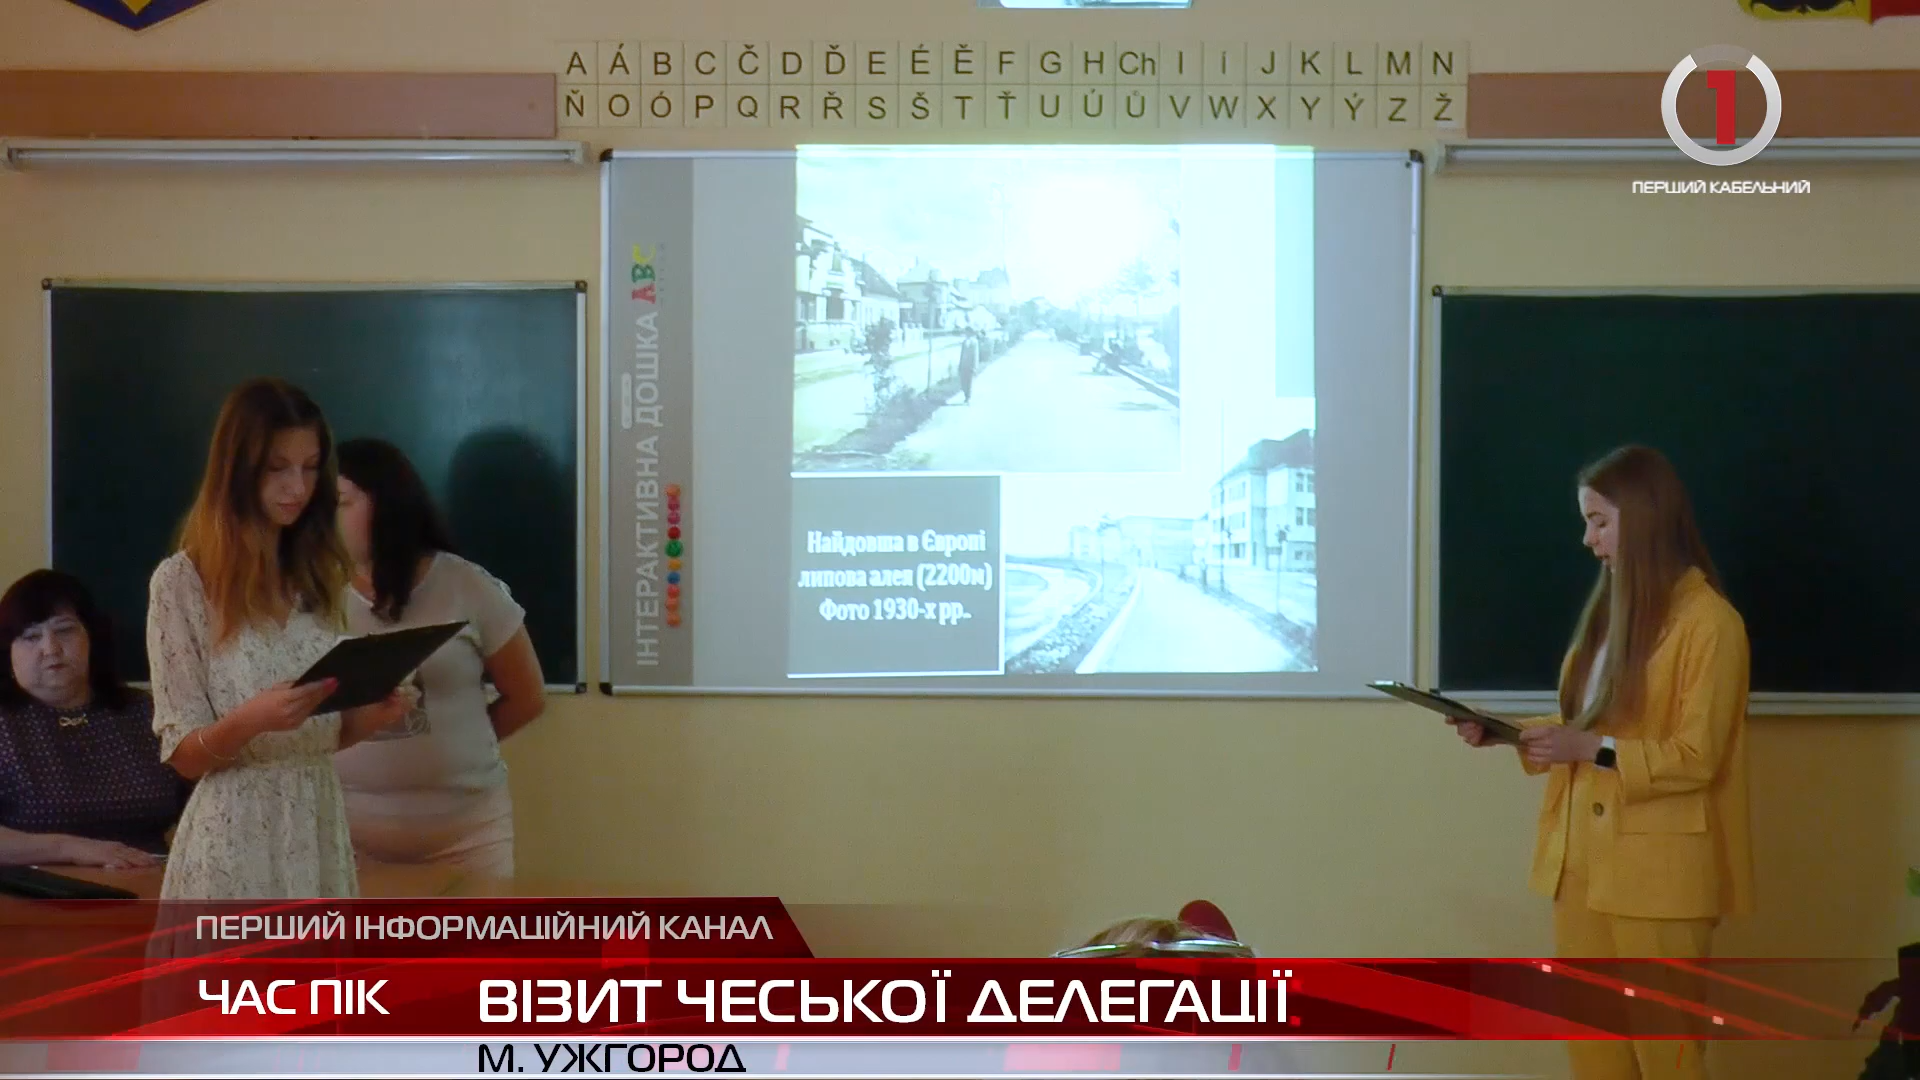 A Á B C Č D Ď E É Ě F G H Ch I í J K L M N
Ň O Ó P Q R Ř S Š T Ť U Ú Ů V W X Y Ý Z Ž
1
ПЕРШИЙ КАБЕЛЬНИЙ
ІНТЕРАКТИВНА ДОШКА ABC
Найдовша в Європі
липова алея (2200м)
Фото 1930-х рр..
ПЕРШИЙ ІНФОРМАЦІЙНИЙ КАНАЛ
ЧАС ПІК
ВІЗИТ ЧЕСЬКОЇ ДЕЛЕГАЦІЇ
М. УЖГОРОД